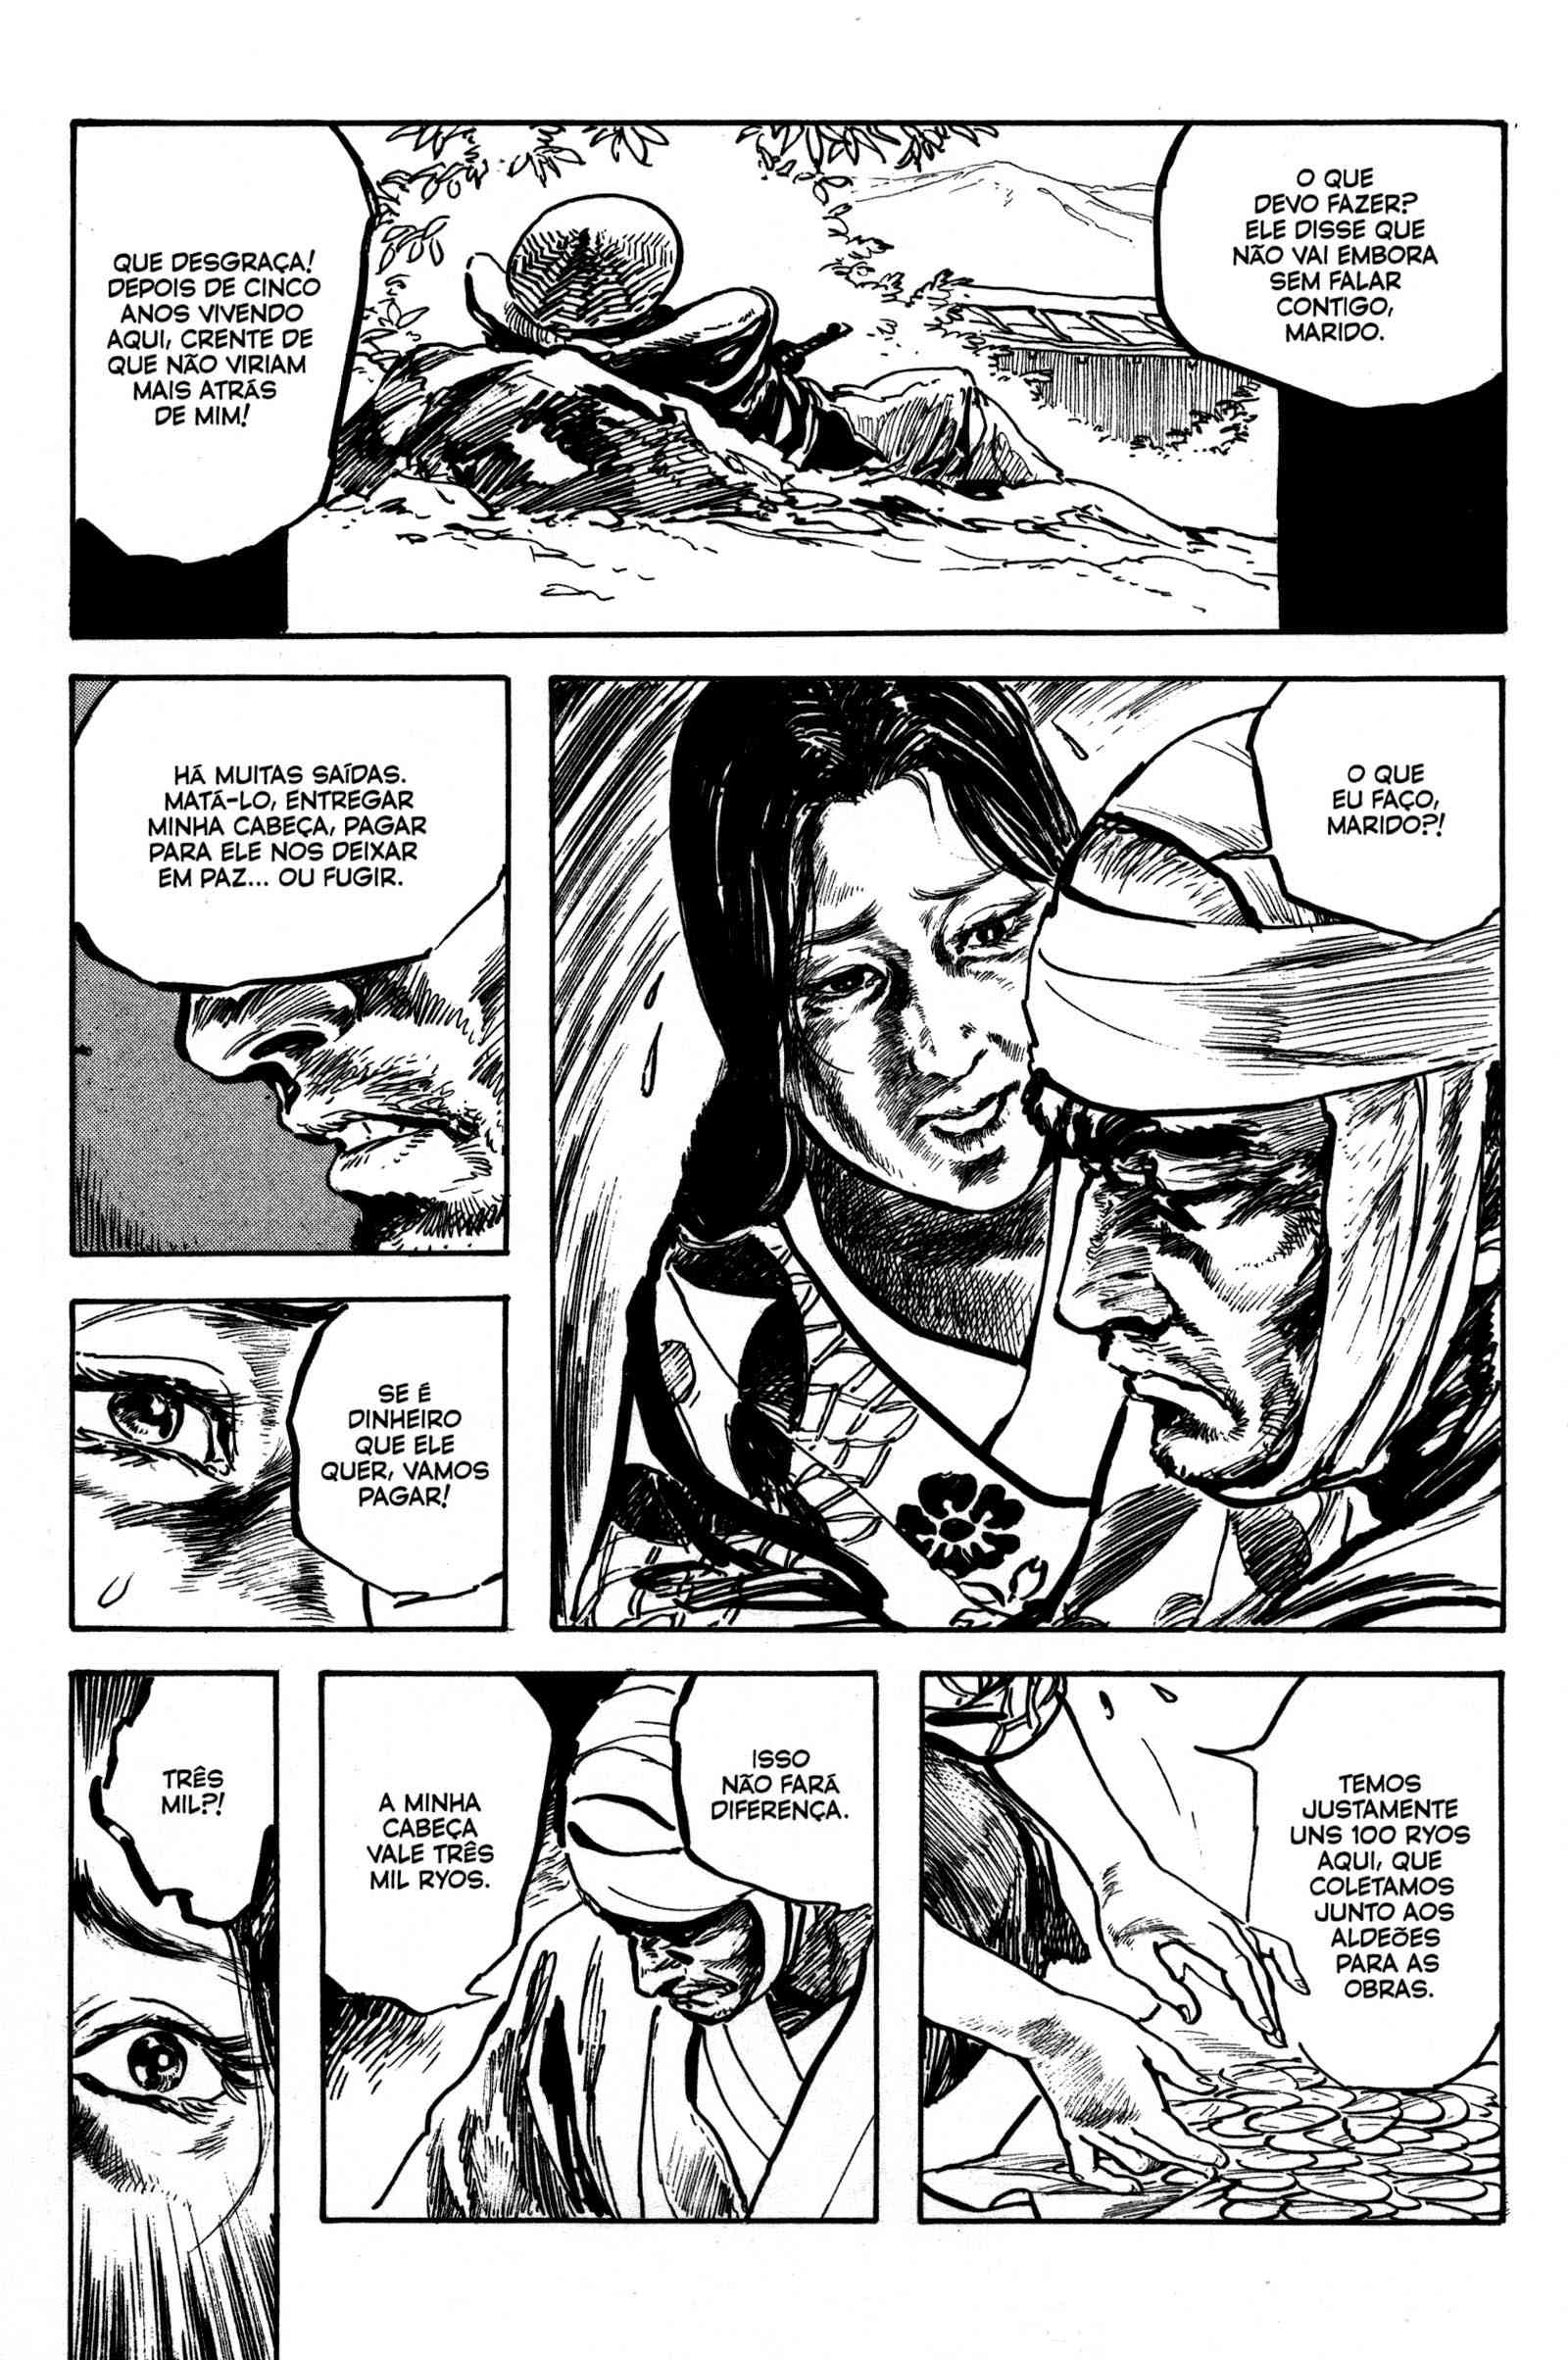 O QUE
DEVO FAZER?
ELE DISSE QUE
NÃO VAI EMBORA
SEM FALAR
CONTIGO,
MARIDO.
QUE DESGRAÇA!
DEPOIS DE CINCO
ANOS VIVENDO
AQUI, CRENTE DE
QUE NÃO VIRIAM
MAIS ATRÁS
DE MIM!
O QUE
EU FAÇO,
MARIDO?!
HÁ MUITAS SAÍDAS.
MATÁ-LO, ENTREGAR
MINHA CABEÇA, PAGAR
PARA ELE NOS DEIXAR
EM PAZ... OU FUGIR.
SE É
DINHEIRO
QUE ELE
QUER, VAMOS
PAGAR!
TEMOS
JUSTAMENTE
UNS 100 RYOS
AQUI, QUE
COLETAMOS
JUNTO AOS
ALDEÕES
PARA AS
OBRAS.
ISSO
NÃO FARÁ
DIFERENÇA.
A MINHA
CABEÇA
VALE TRÊS
MIL RYOS.
TRÊS
MIL?!